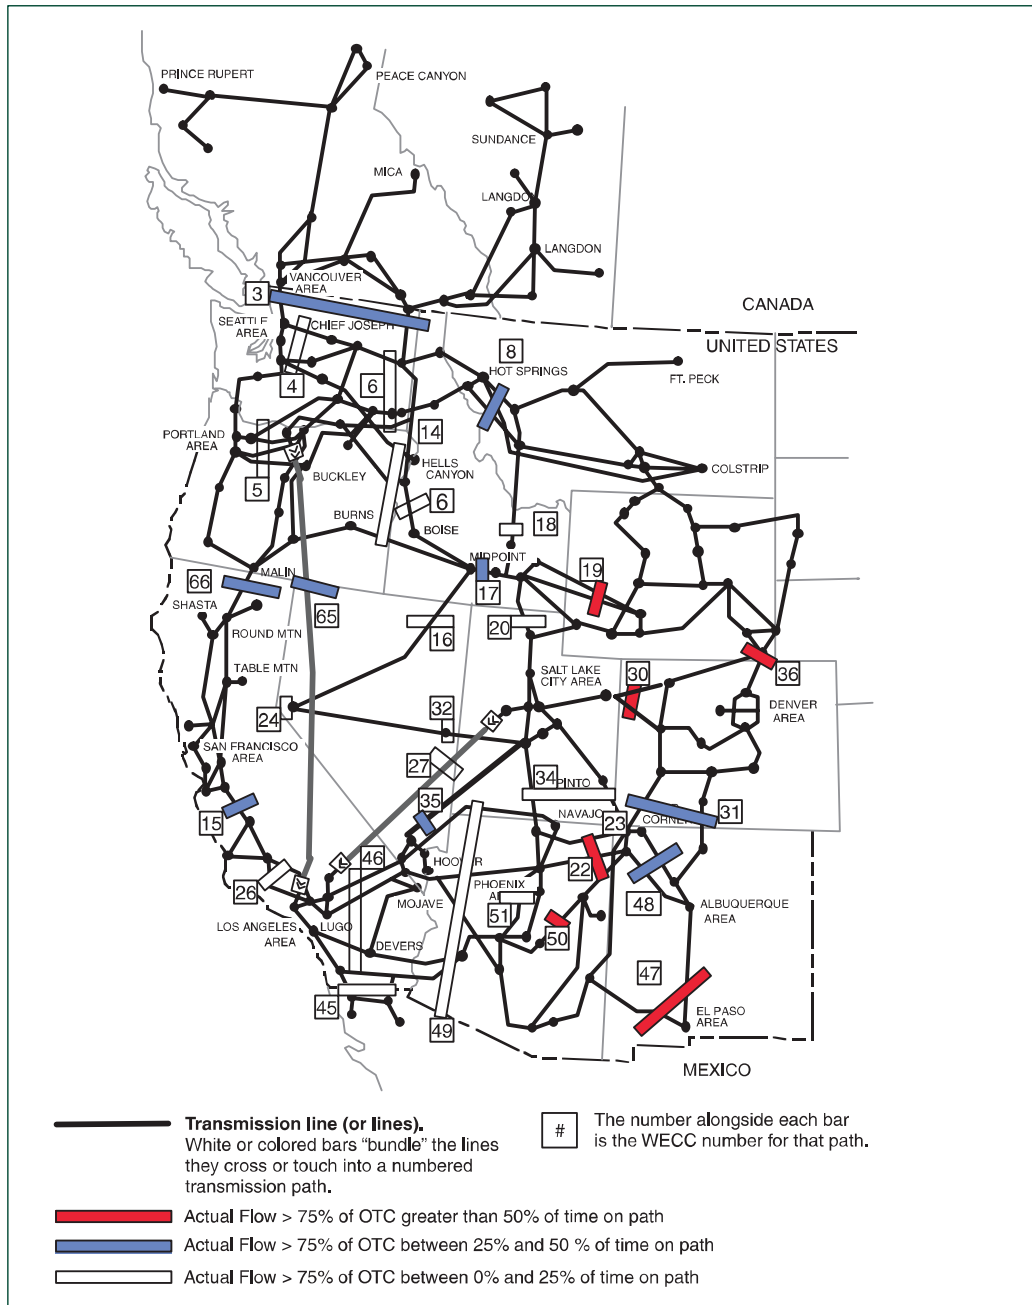 PRINCE RUPERT
PEACE CANYON
SUNDANCE
MICA
LANGDON
LANGDON
VANCOUVER
AREA
3
CANADA
SEATTLE
AREA
CHIEF JOSEPH
UNITED STATES
8
HOT SPRINGS
4
6
FT. PECK
14
PORTLAND
AREA
HELLS
CANYON
COLSTRIP
5
BUCKLEY
6
BURNS
BOISE
18
MIDPOINT
MALIN
66
19
17
SHASTA
65
ROUND MTN
16
20
TABLE MTN
SALT LAKE
CITY AREA
30
36
24
32
DENVER
AREA
SAN FRANCISCO
AREA
27
34
PINTO
15
35
NAVAJO
23
CORNERS
31
46
HOOVER
22
26
MOJAVE
PHOENIX
48
51
ALBUQUERQUE
AREA
LOS ANGELES
AREA
LUGO
50
DEVERS
47
45
49
EL PASO
AREA
MEXICO
Transmission line (or lines).
White or colored bars “bundle” the lines
they cross or touch into a numbered
transmission path.
#
The number alongside each bar
is the WECC number for that path.
Actual Flow > 75% of OTC greater than 50% of time on path
Actual Flow > 75% of OTC between 25% and 50 % of time on path
Actual Flow > 75% of OTC between 0% and 25% of time on path